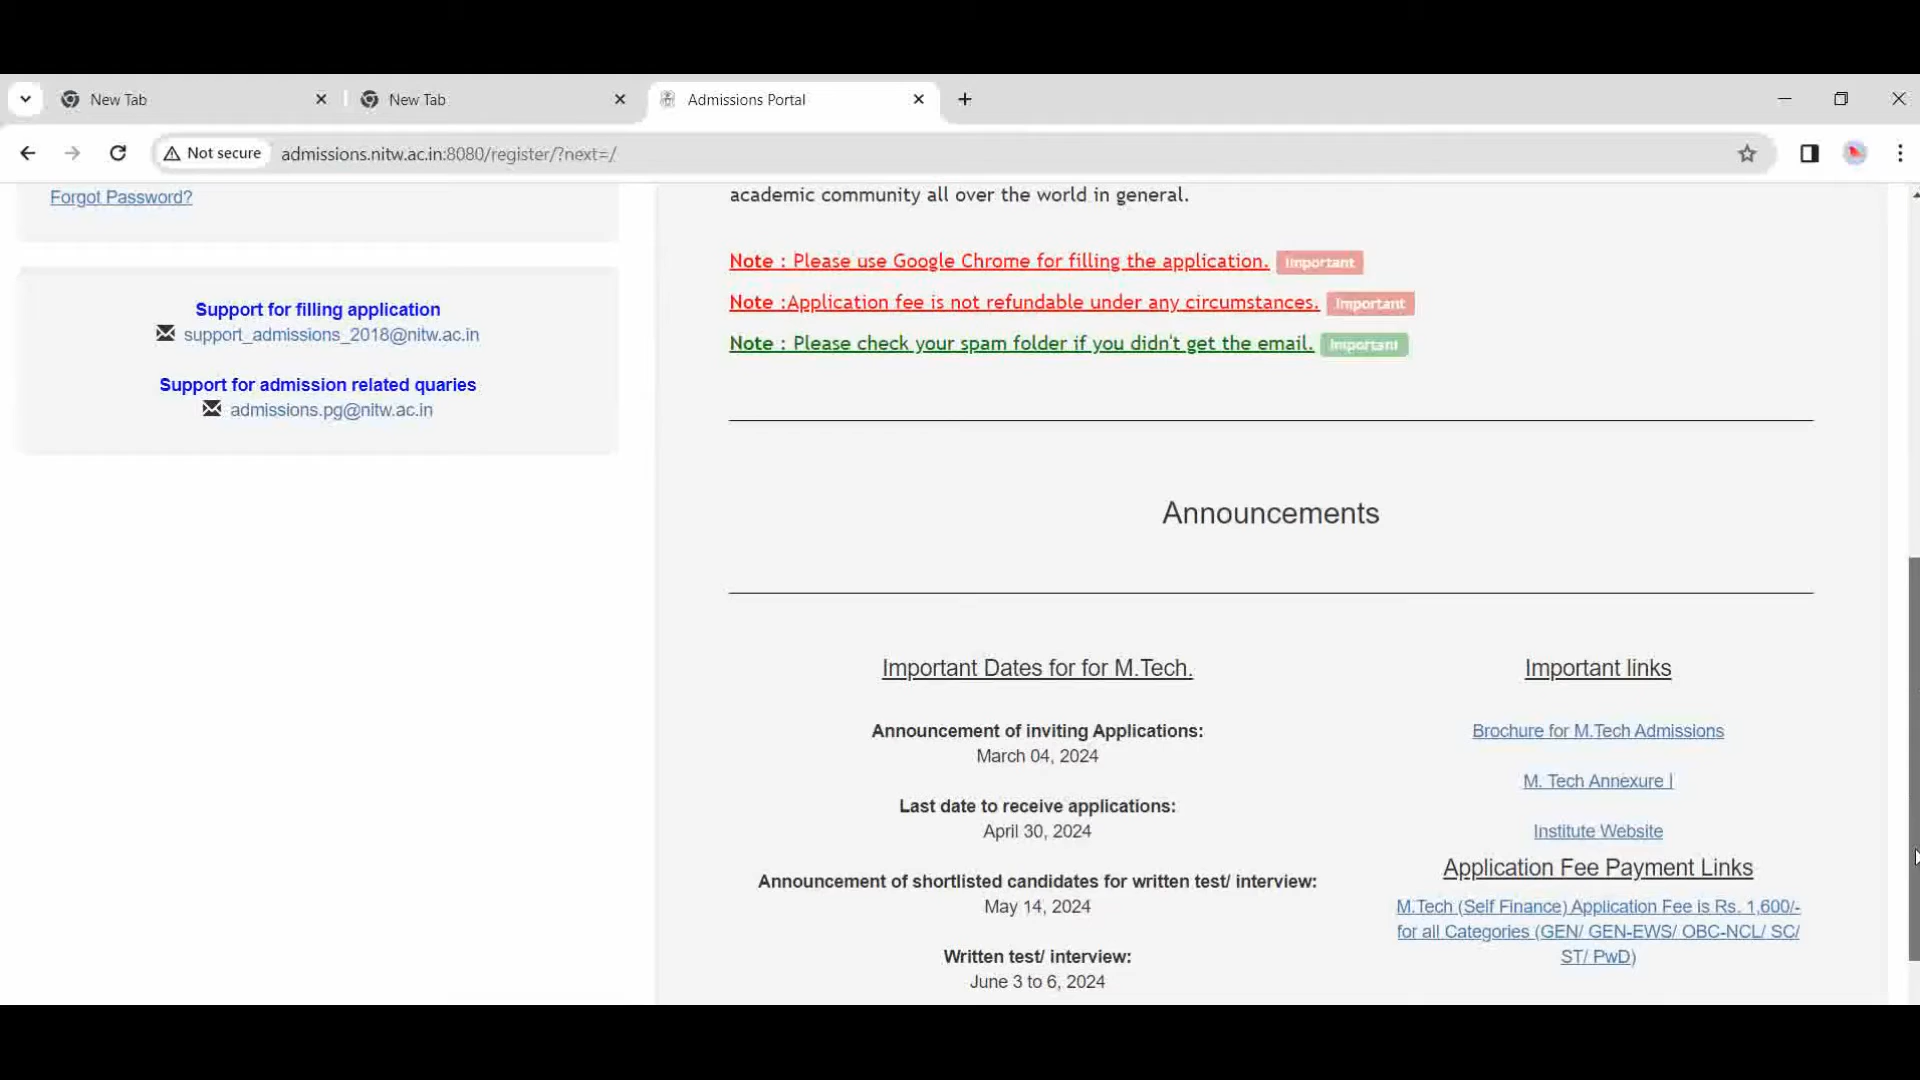 New Tab
New Tab
Admissions Portal
Not secure
admissions.nitw.ac.in:8080/register/?next=/
Forgot Password?
Support for filling application
support_admissions_2018@nitw.ac.in
Support for admission related quaries
admissions.pg@nitw.ac.in
academic community all over the world in general.
Note : Please use Google Chrome for filling the application. Important
Note :Application fee is not refundable under any circumstances. Important
Note : Please check your spam folder if you didn't get the email. Important
Announcements
Important Dates for for M.Tech.
Announcement of inviting Applications:
March 04, 2024
Last date to receive applications:
April 30, 2024
Announcement of shortlisted candidates for written test/ interview:
May 14, 2024
Written test/ interview:
June 3 to 6, 2024
Important links
Brochure for M.Tech Admissions
M. Tech Annexure |
Institute Website
Application Fee Payment Links
M.Tech (Self Finance) Application Fee is Rs. 1,600/-
for all Categories (GEN/ GEN-EWS/ OBC-NCL/ SC/
ST/ PwD)